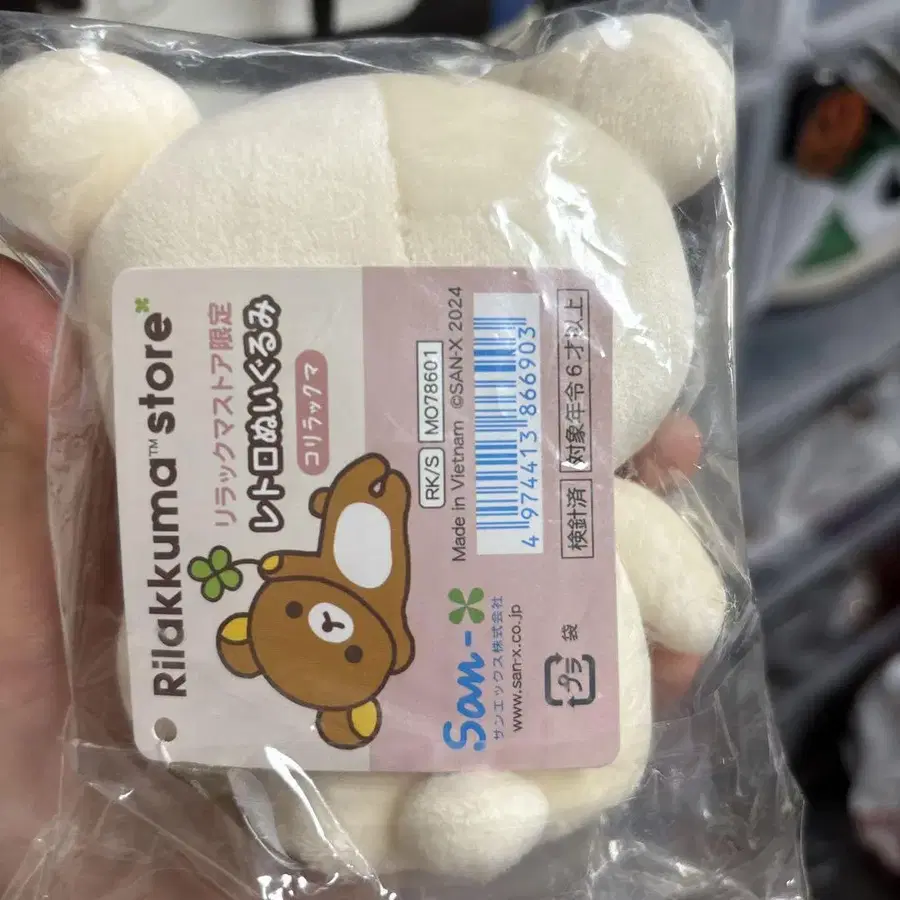 Rilakkuma™ store
リラックマストア限定
レトロぬいぐるみ
コリラックマ
RK/S MO78601
Made in Vietnam ©SAN-X 2024
4 974413 866903
検針済 対象年令6才以上
San-X
サンエックス株式会社
www.san-x.co.jp
プラ 袋